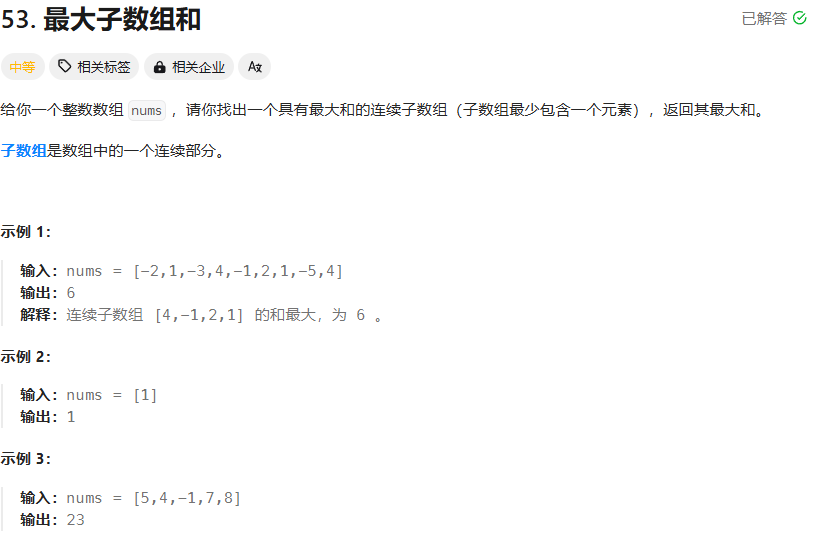 53. 最大子数组和
已解答
中等 相关标签 相关企业 Aあ
给你一个整数数组 nums ，请你找出一个具有最大和的连续子数组（子数组最少包含一个元素），返回其最大和。
子数组是数组中的一个连续部分。
示例 1：
输入：nums = [-2,1,-3,4,-1,2,1,-5,4]
输出：6
解释：连续子数组 [4,-1,2,1] 的和最大，为 6 。
示例 2：
输入：nums = [1]
输出：1
示例 3：
输入：nums = [5,4,-1,7,8]
输出：23